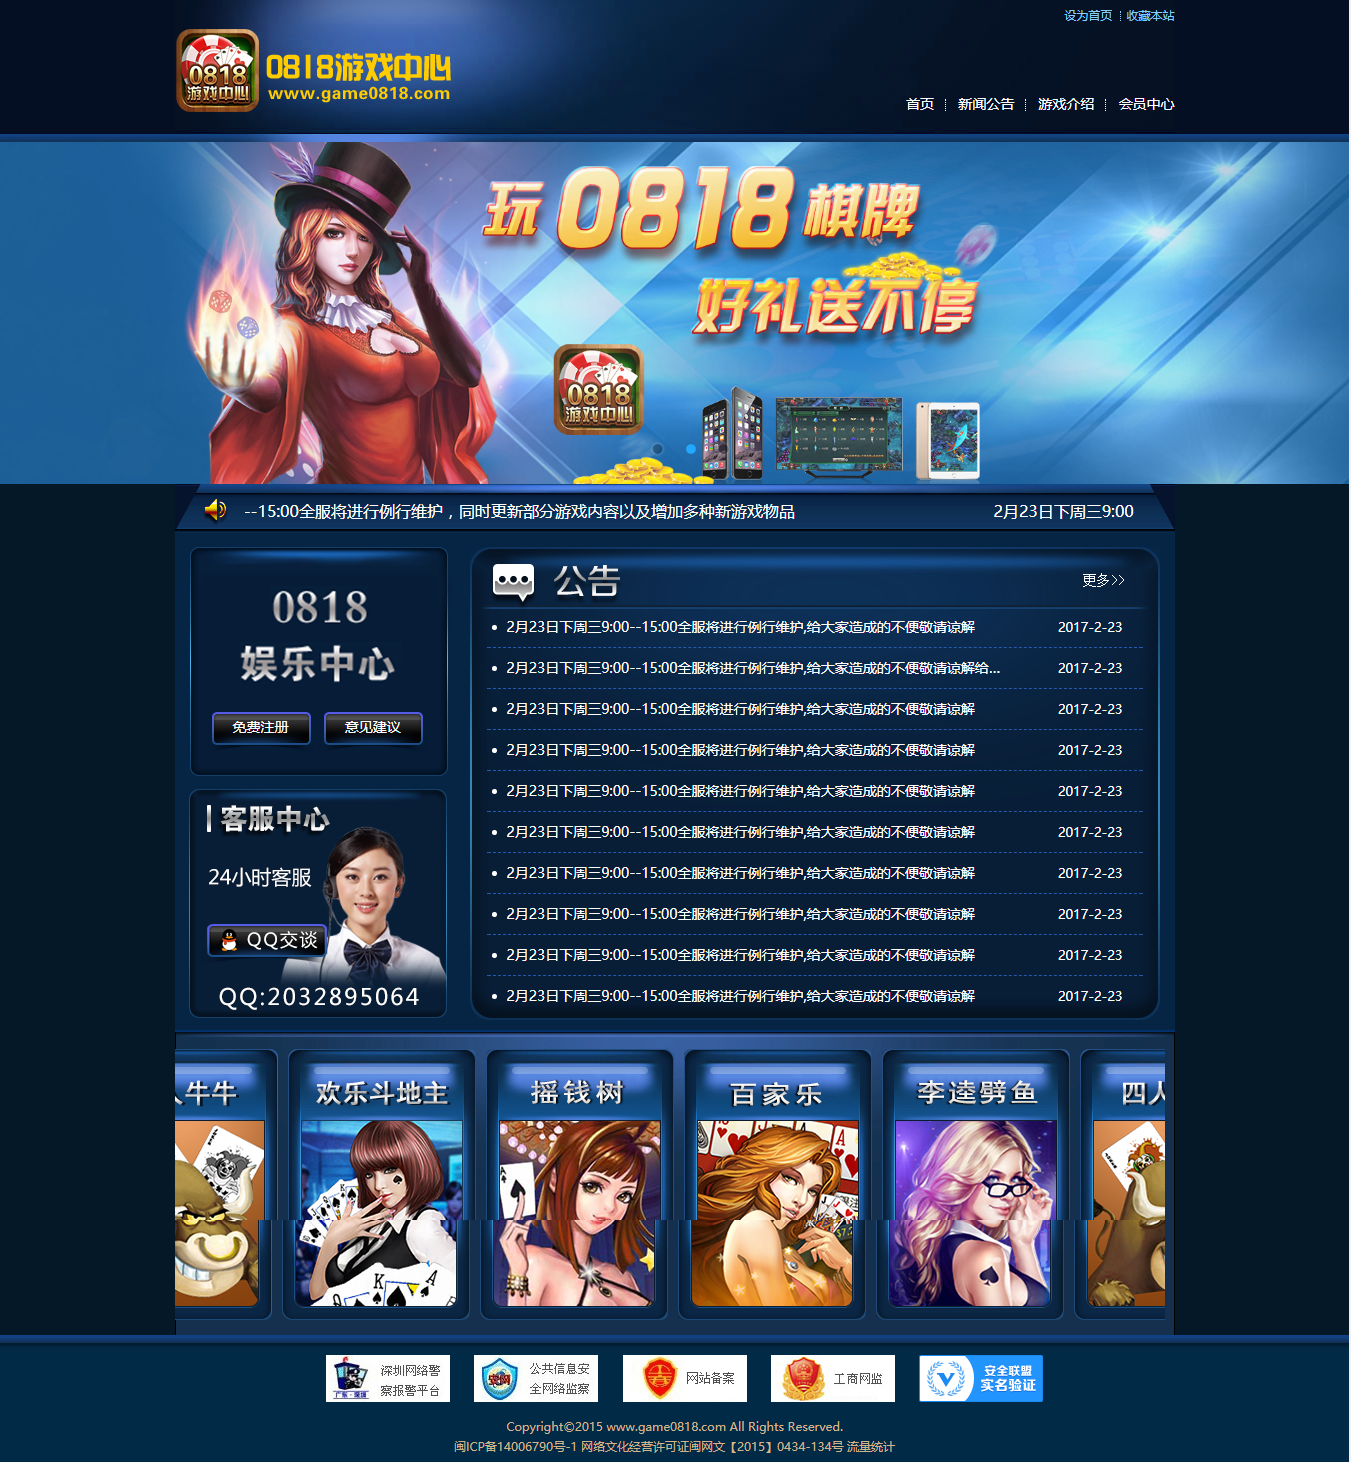 设为首页 收藏本站
0818
游戏中心
0818游戏中心
www.game0818.com
首页 新闻公告 游戏介绍 会员中心
玩0818棋牌
好礼送不停
0818
游戏中心
--15:00全服将进行例行维护，同时更新部分游戏内容以及增加多种新游戏物品 2月23日下周三9:00
0818
娱乐中心
免费注册 意见建议
客服中心
24小时客服
QQ交谈
QQ:2032895064
公告 更多>>
2月23日下周三9:00--15:00全服将进行例行维护,给大家造成的不便敬请谅解 2017-2-23
2月23日下周三9:00--15:00全服将进行例行维护,给大家造成的不便敬请谅解给... 2017-2-23
2月23日下周三9:00--15:00全服将进行例行维护,给大家造成的不便敬请谅解 2017-2-23
2月23日下周三9:00--15:00全服将进行例行维护,给大家造成的不便敬请谅解 2017-2-23
2月23日下周三9:00--15:00全服将进行例行维护,给大家造成的不便敬请谅解 2017-2-23
2月23日下周三9:00--15:00全服将进行例行维护,给大家造成的不便敬请谅解 2017-2-23
2月23日下周三9:00--15:00全服将进行例行维护,给大家造成的不便敬请谅解 2017-2-23
2月23日下周三9:00--15:00全服将进行例行维护,给大家造成的不便敬请谅解 2017-2-23
2月23日下周三9:00--15:00全服将进行例行维护,给大家造成的不便敬请谅解 2017-2-23
2月23日下周三9:00--15:00全服将进行例行维护,给大家造成的不便敬请谅解 2017-2-23
人牛牛 欢乐斗地主 摇钱树 百家乐 李逵劈鱼 四人
深圳网络警
察报警平台
广东·深圳
公共信息安
全网络监察
网站备案
工商网监
安全联盟
实名验证
Copyright©2015 www.game0818.com All Rights Reserved.
闽ICP备14006790号-1 网络文化经营许可证闽网文【2015】0434-134号 流量统计